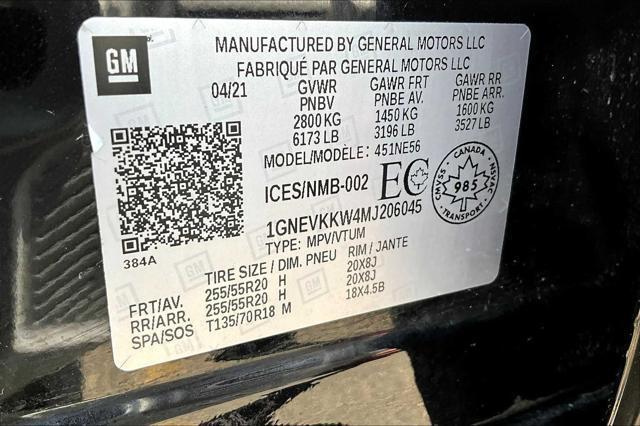 GM
MANUFACTURED BY GENERAL MOTORS LLC
FABRIQUÉ PAR GENERAL MOTORS LLC
04/21 GVWR GAWR FRT GAWR RR
PNBV PNBE AV. PNBE ARR.
2800 KG 1450 KG 1600 KG
6173 LB 3196 LB 3527 LB
MODEL/MODÈLE: 451NE56
ICES/NMB-002 EC
CANADA
985
TRANSPORT
1GNEVKKW4MJ206045
TYPE: MPV/VTUM
384A
TIRE SIZE / DIM. PNEU RIM / JANTE
FRT/AV. 255/55R20 H 20X8J
RR/ARR. 255/55R20 H 20X8J
SPA/SOS T135/70R18 M 18X4.5B